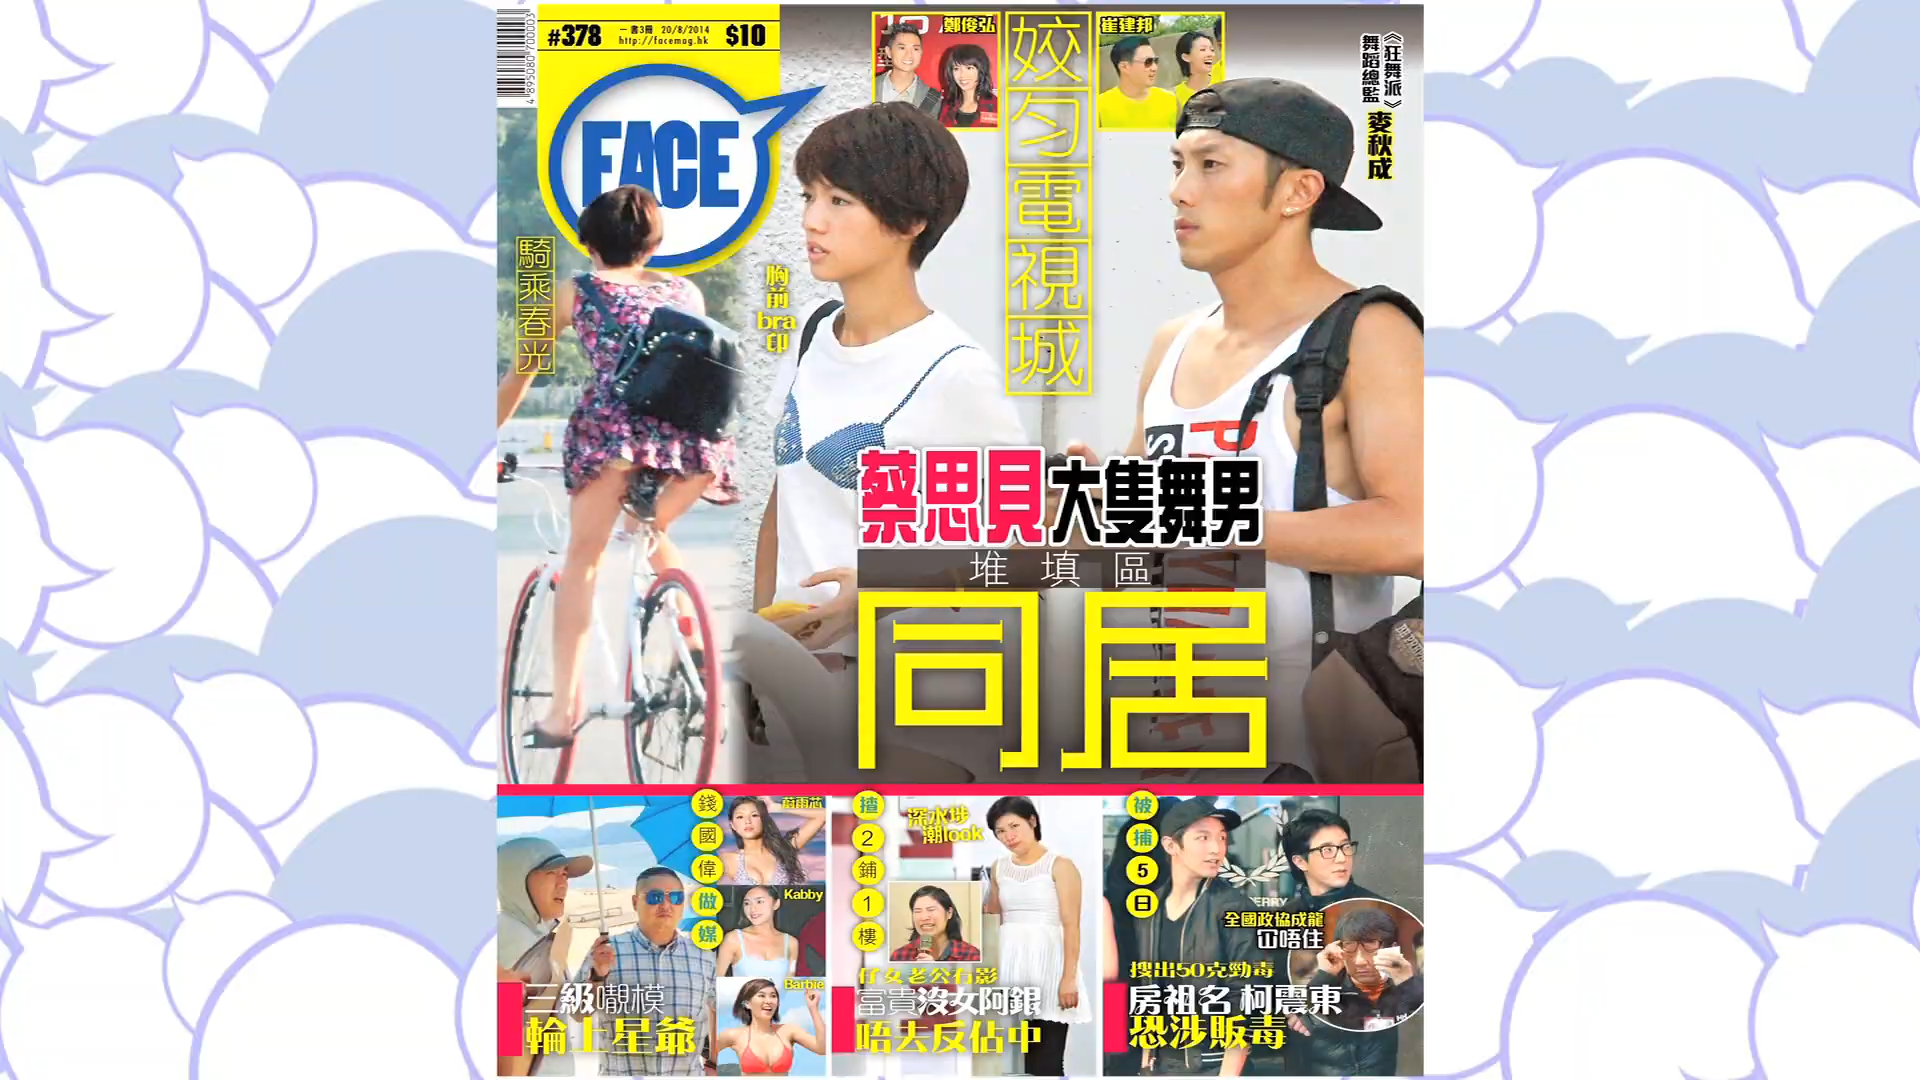 #378
一書3冊 20/8/2014
http://facemag.hk
$10
4 895080 700003
FACE
鄭俊弘
崔建邦
姣勻電視城
《狂舞派》
舞蹈總監
麥秋成
騎乘春光
胸前bra印
蔡思貝大隻舞男
堆填區
同居
錢國偉做媒
Kabby
Barbie
三級嚫模
輪上星爺
揸2鋪1樓
深水埗
潮look
仔女老公冇影
富貴沒女阿銀
唔去反佔中
被捕5日
全國政協成龍
冚唔住
搜出50克勁毒
房祖名 柯震東
恐涉販毒